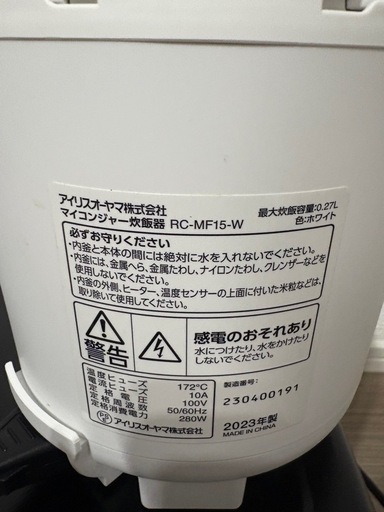 アイリスオーヤマ株式会社
マイコンジャー炊飯器 RC-MF15-W
最大炊飯容量:0.27L
色:ホワイト
必ずお守りください
・内釜と本体の間には絶対に水を入れないでください。
・内釜には、金属へら、金属たわし、ナイロンたわし、クレンザーなどを
使用しないでください。
・内釜の外側、ヒーター、温度センサーの上面に付いた米粒などは、
取り除いて使用してください。
警告
感電のおそれあり
水につけたり、水をかけたり
しないでください。
温度ヒューズ 172℃
電流ヒューズ 10A
定格電圧 100V
定格周波数 50/60Hz
定格消費電力 280W
製造番号:
230400191
PSE
アイリスオーヤマ株式会社
2023年製
MADE IN CHINA